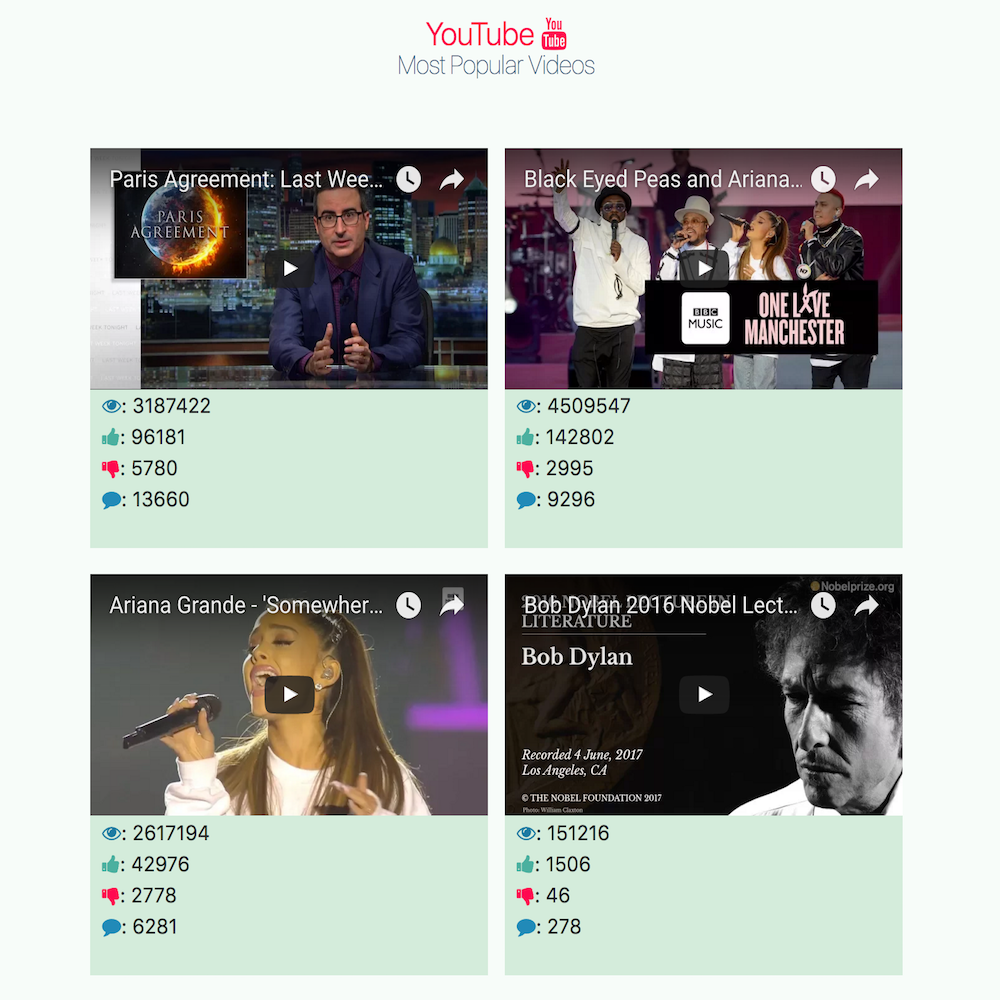 YouTube You
Tube
Most Popular Videos
Paris Agreement: Last Wee...
PARIS
AGREEMENT
: 3187422
: 96181
: 5780
: 13660
Black Eyed Peas and Ariana...
BBC
MUSIC
ONE LOVE
MANCHESTER
: 4509547
: 142802
: 2995
: 9296
Ariana Grande - 'Somewher...
: 2617194
: 42976
: 2778
: 6281
Nobelprize.org
Bob Dylan 2016 Nobel Lect...
LITERATURE
Bob Dylan
Recorded 4 June, 2017
Los Angeles, CA
© THE NOBEL FOUNDATION 2017
Photo: William Claxton
: 151216
: 1506
: 46
: 278